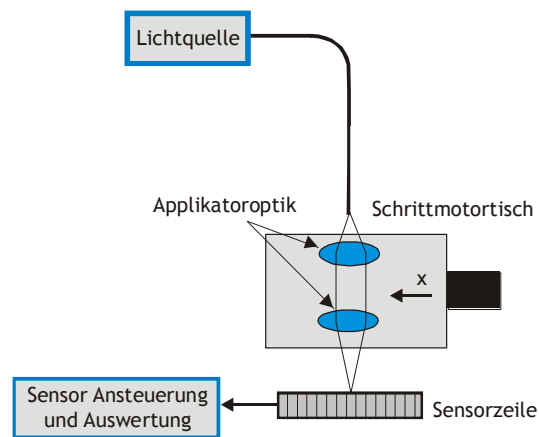 Lichtquelle
Applikatoroptik
Schrittmotortisch
x
Sensor Ansteuerung
und Auswertung
Sensorzeile